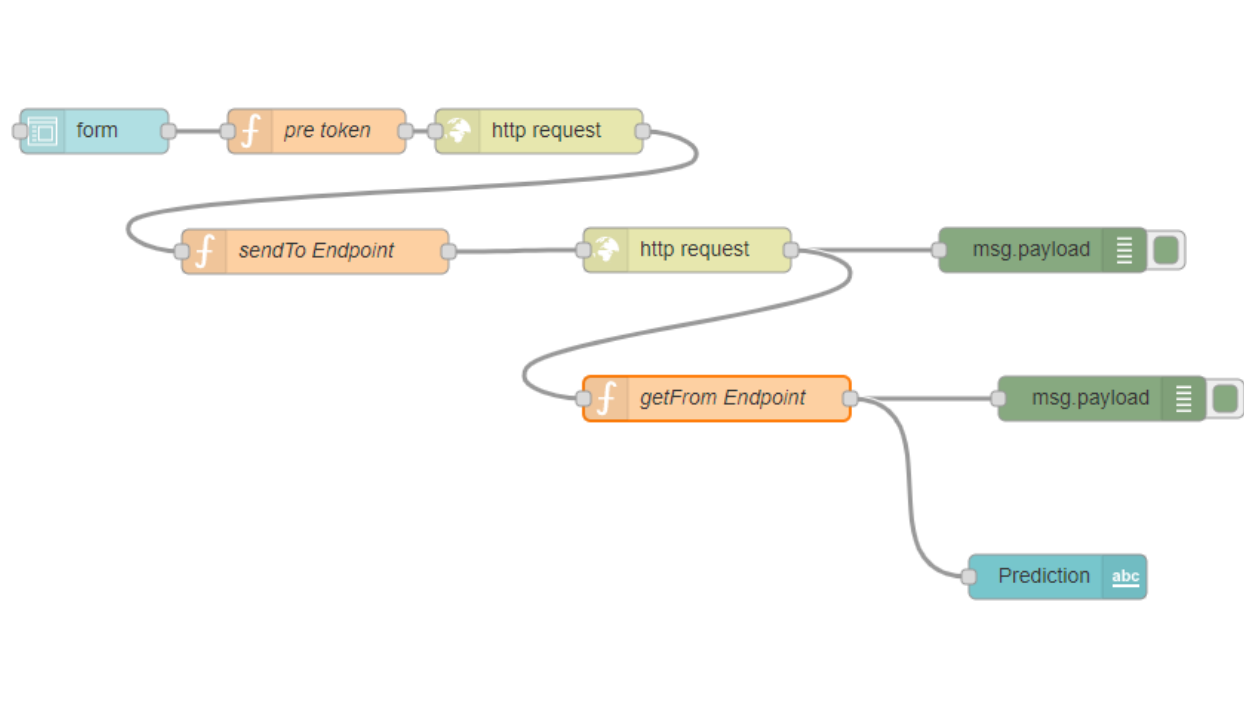 form
pre token
http request
sendTo Endpoint
http request
msg.payload
getFrom Endpoint
msg.payload
Prediction
abc